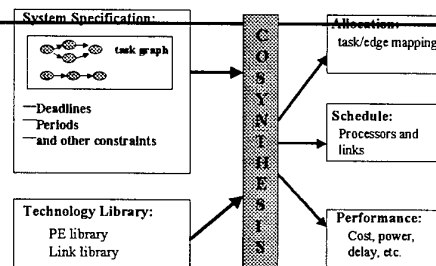 System Specification:
task graph
Deadlines
Periods
and other constraints
Technology Library:
PE library
Link library
COSYNTHESIS
Allocation:
task/edge mapping
Schedule:
Processors and
links
Performance:
Cost, power,
delay, etc.